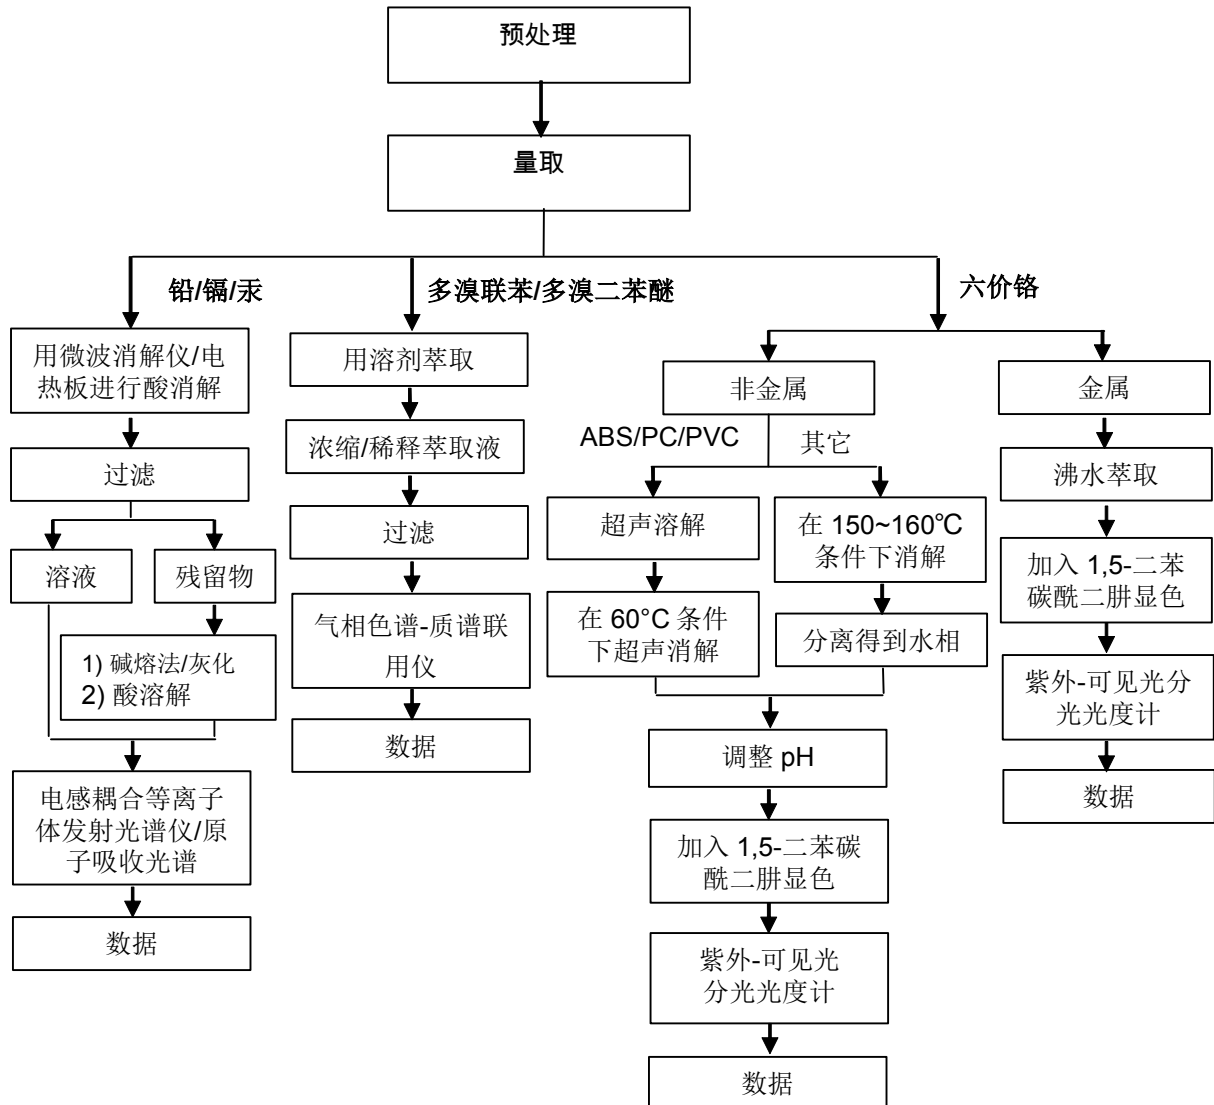 预处理
量取
铅/镉/汞
多溴联苯/多溴二苯醚
六价铬
用微波消解仪/电
热板进行酸消解
过滤
溶液
残留物
1) 碱熔法/灰化
2) 酸溶解
电感耦合等离子
体发射光谱仪/原
子吸收光谱
数据
用溶剂萃取
浓缩/稀释萃取液
过滤
气相色谱-质谱联
用仪
数据
非金属
ABS/PC/PVC
其它
超声溶解
在 60°C 条件
下超声消解
在 150~160℃
条件下消解
分离得到水相
调整 pH
加入 1,5-二苯碳
酰二肼显色
紫外-可见光
分光光度计
数据
金属
沸水萃取
加入 1,5-二苯
碳酰二肼显色
紫外-可见光分
光光度计
数据